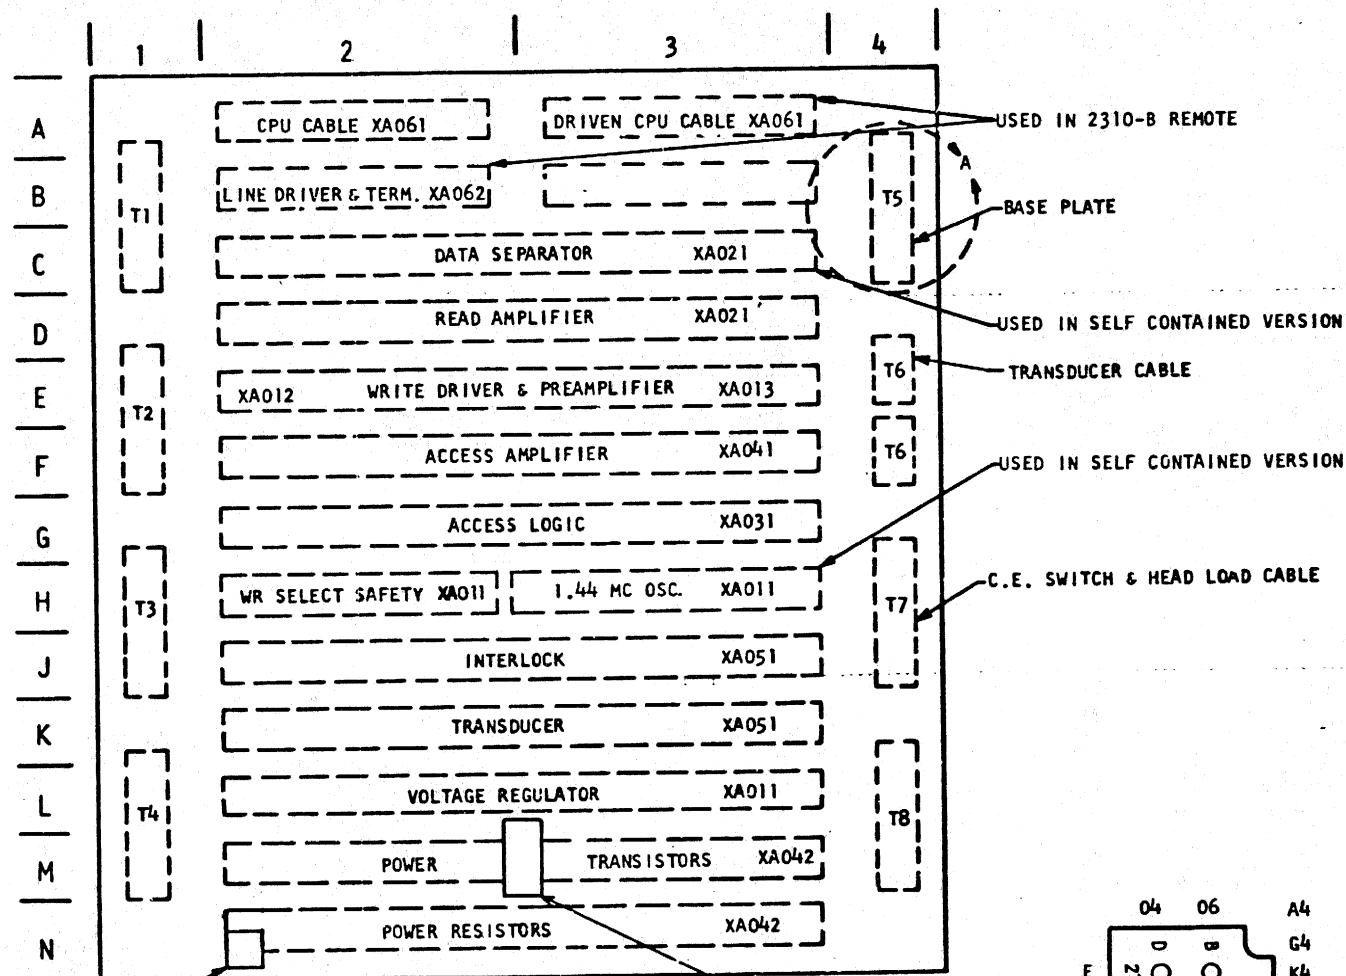 1 2 3 4
A CPU CABLE XA061 DRIVEN CPU CABLE XA061 USED IN 2310-B REMOTE
A
B LINE DRIVER & TERM. XA062 T5 BASE PLATE
T1
C DATA SEPARATOR XA021
D READ AMPLIFIER XA021 USED IN SELF CONTAINED VERSION
T6 TRANSDUCER CABLE
E XA012 WRITE DRIVER & PREAMPLIFIER XA013
T2
F ACCESS AMPLIFIER XA041 T6 USED IN SELF CONTAINED VERSION
G ACCESS LOGIC XA031
H WR SELECT SAFETY XA011 1.44 MC OSC. XA011 C.E. SWITCH & HEAD LOAD CABLE
T3 T7
J INTERLOCK XA051
K TRANSDUCER XA051
L VOLTAGE REGULATOR XA011
T4 T8
M POWER TRANSISTORS XA042
N POWER RESISTORS XA042
04 06 A4
D B G4
K4